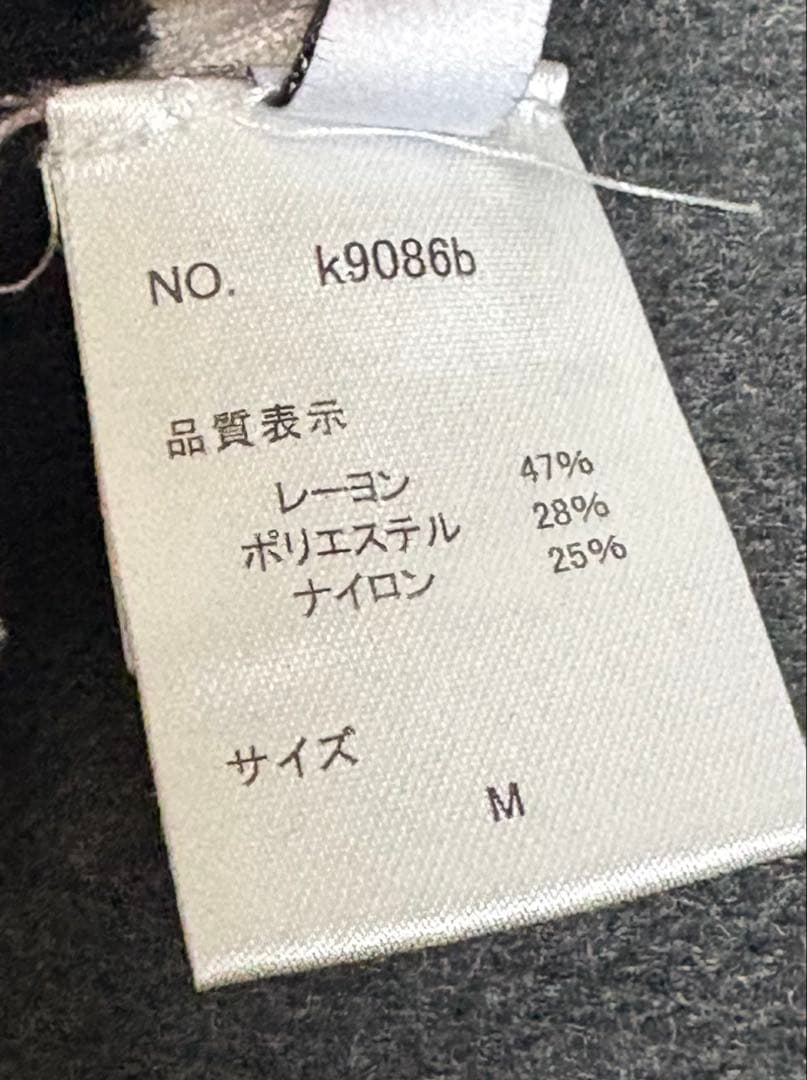 NO. k9086b
品質表示
レーヨン 47%
ポリエステル 28%
ナイロン 25%
サイズ
M